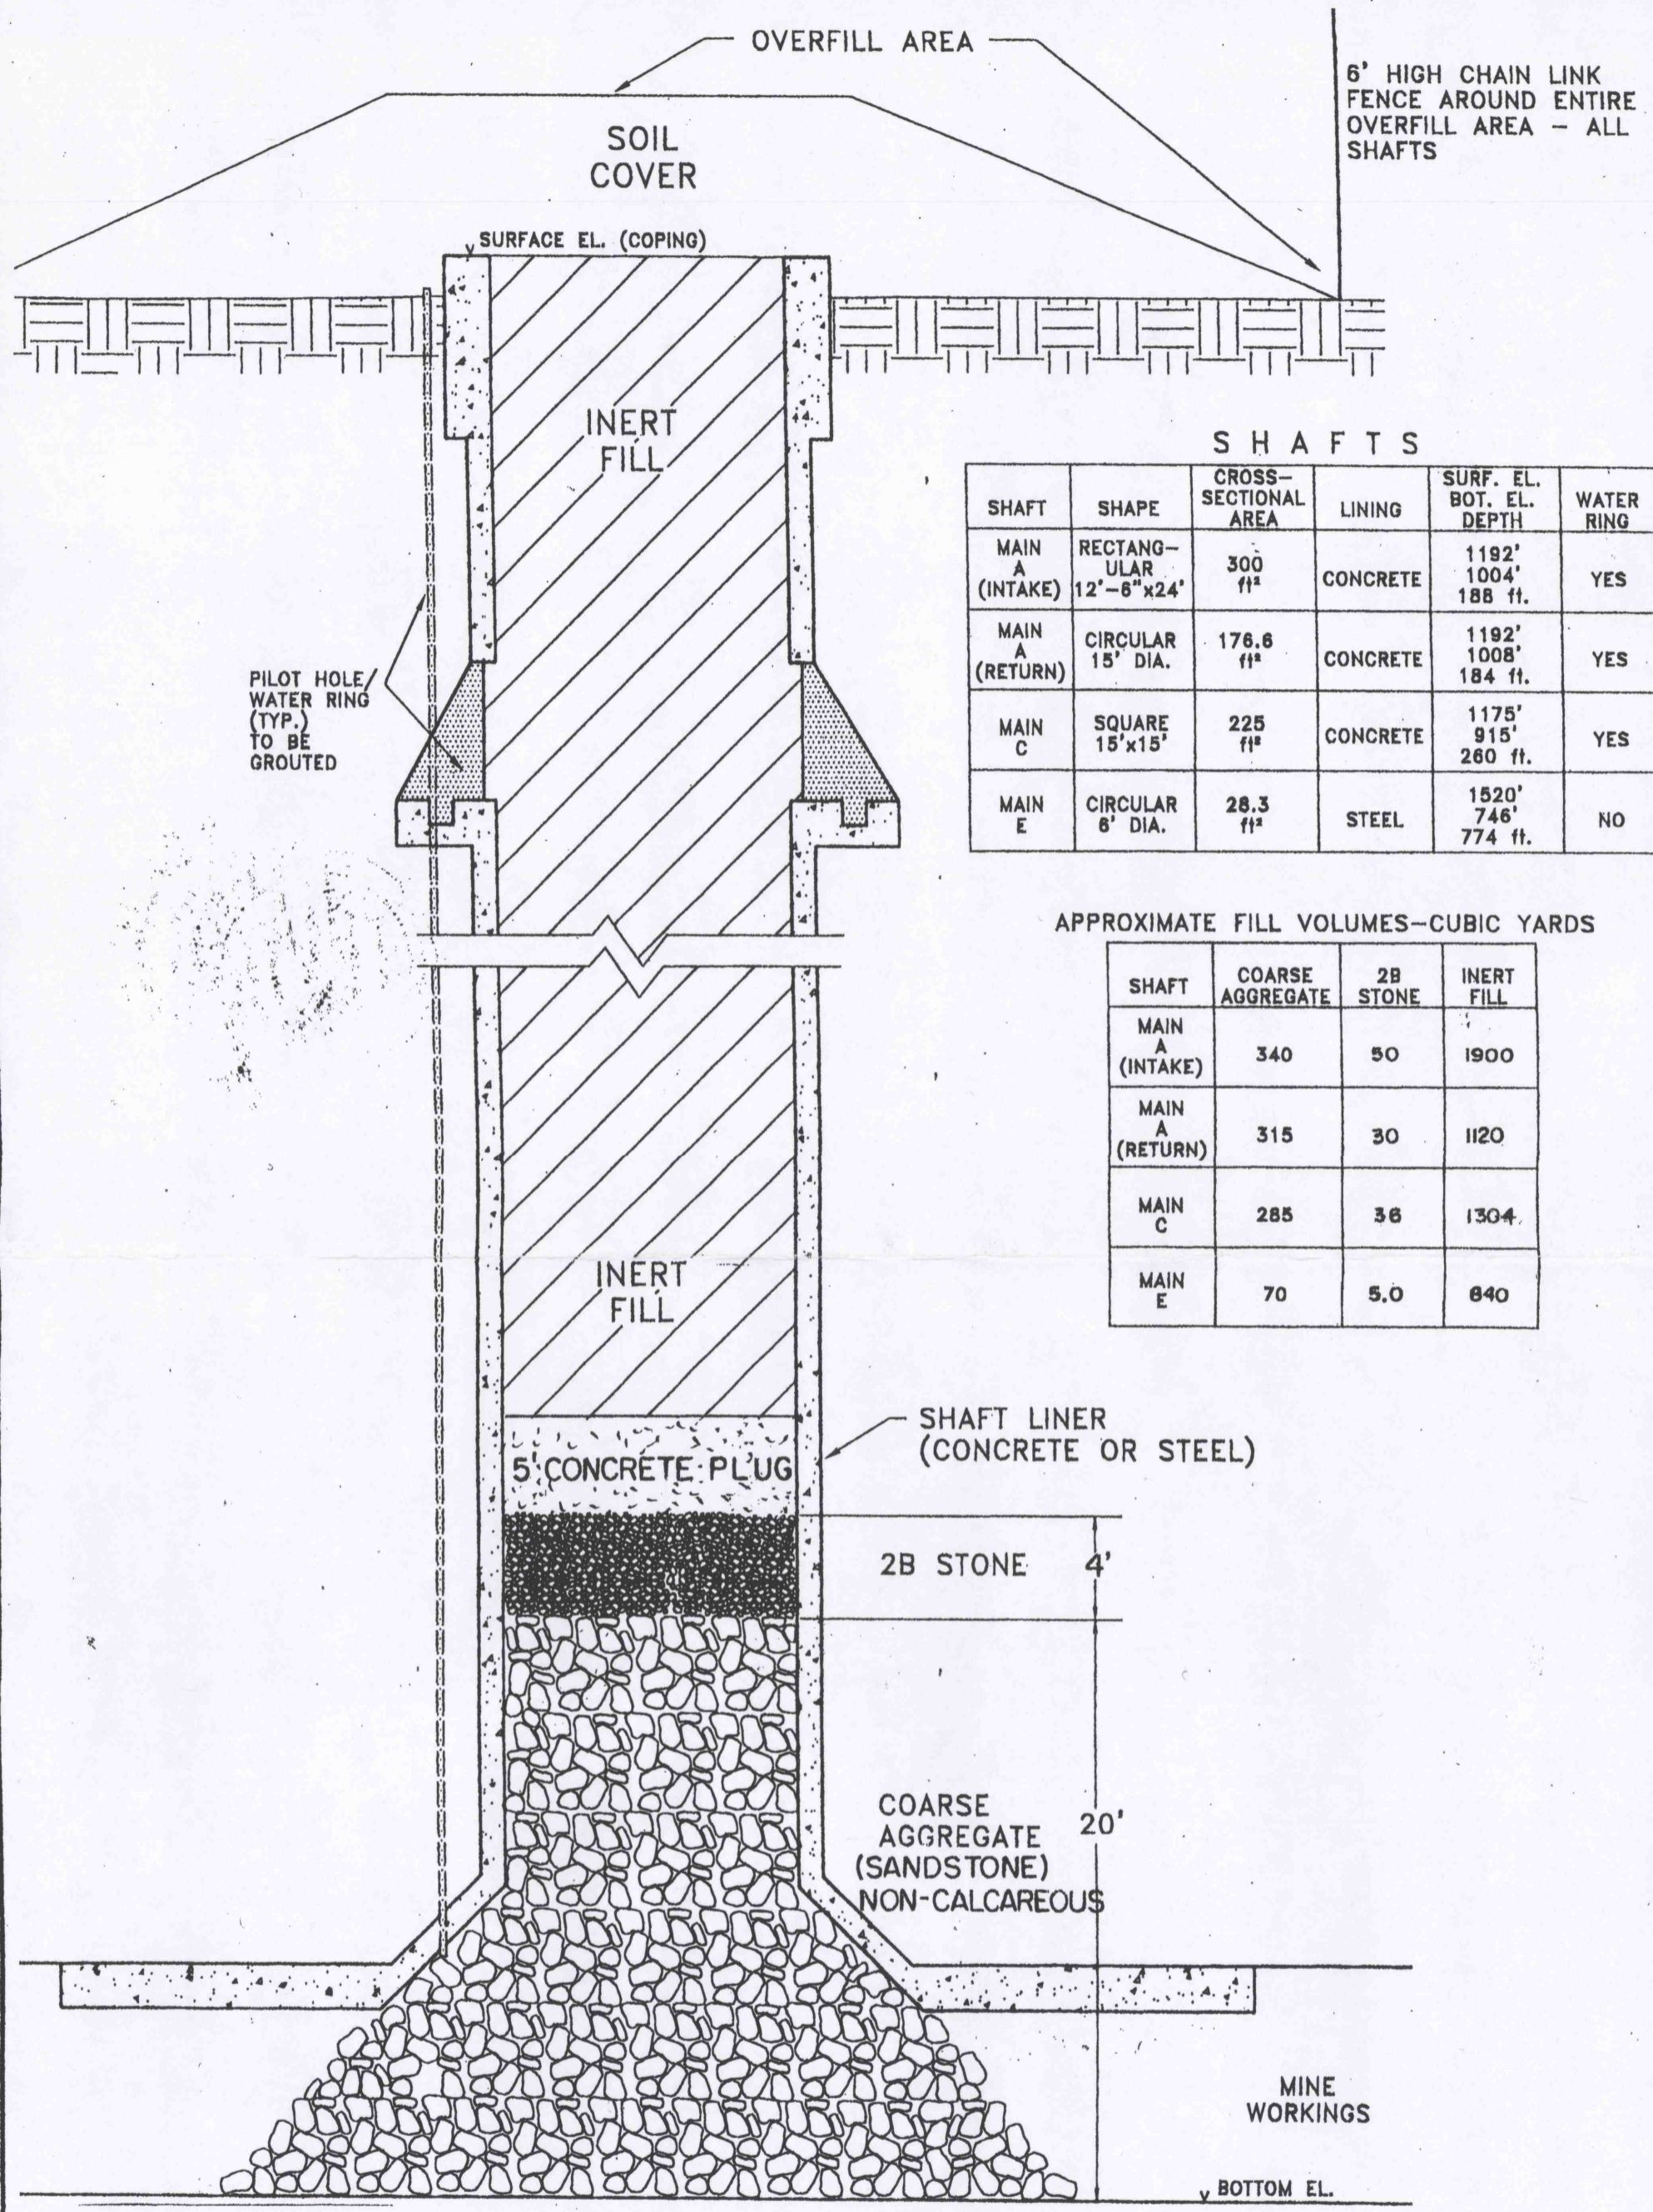 OVERFILL AREA
6' HIGH CHAIN LINK
FENCE AROUND ENTIRE
OVERFILL AREA – ALL
SHAFTS
SOIL
COVER
SURFACE EL. (COPING)
INERT
FILL
PILOT HOLE/
WATER RING
(TYP.)
TO BE
GROUTED
SHAFTS
SHAFT SHAPE CROSS–SECTIONAL AREA LINING SURF. EL. BOT. EL. DEPTH WATER RING
MAIN A (INTAKE) RECTANG–ULAR 12'–6"x24' 300 ft² CONCRETE 1192' 1004' 188 ft. YES
MAIN A (RETURN) CIRCULAR 15' DIA. 176.6 ft² CONCRETE 1192' 1008' 184 ft. YES
MAIN C SQUARE 15'x15' 225 ft² CONCRETE 1175' 915' 260 ft. YES
MAIN E CIRCULAR 6' DIA. 28.3 ft² STEEL 1520' 746' 774 ft. NO
APPROXIMATE FILL VOLUMES–CUBIC YARDS
SHAFT COARSE AGGREGATE 2B STONE INERT FILL
MAIN A (INTAKE) 340 50 1900
MAIN A (RETURN) 315 30 1120
MAIN C 285 36 1304
MAIN E 70 5.0 840
INERT
FILL
SHAFT LINER
(CONCRETE OR STEEL)
5' CONCRETE PLUG
2B STONE 4'
COARSE
AGGREGATE
(SANDSTONE)
NON-CALCAREOUS
20'
MINE
WORKINGS
BOTTOM EL.